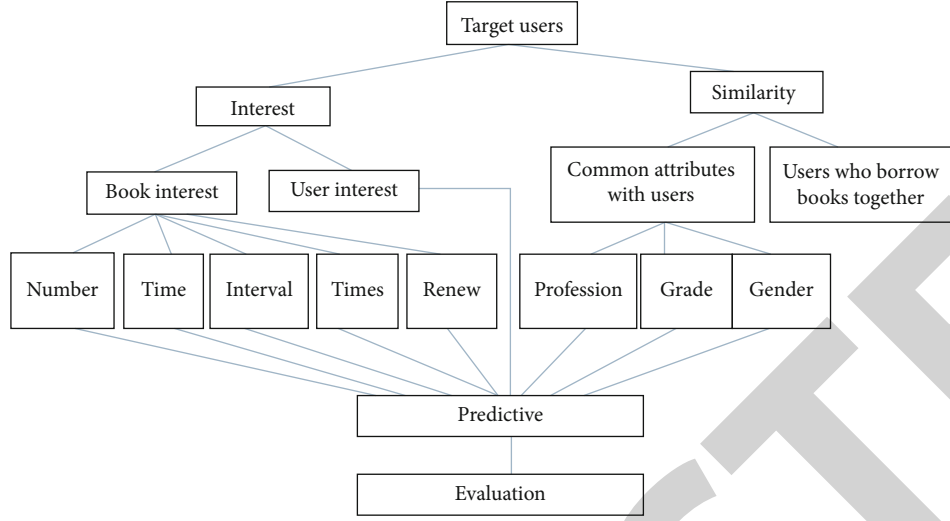 Target users
Interest
Similarity
Book interest
User interest
Common attributes
with users
Users who borrow
books together
Number
Time
Interval
Times
Renew
Profession
Grade
Gender
Predictive
Evaluation